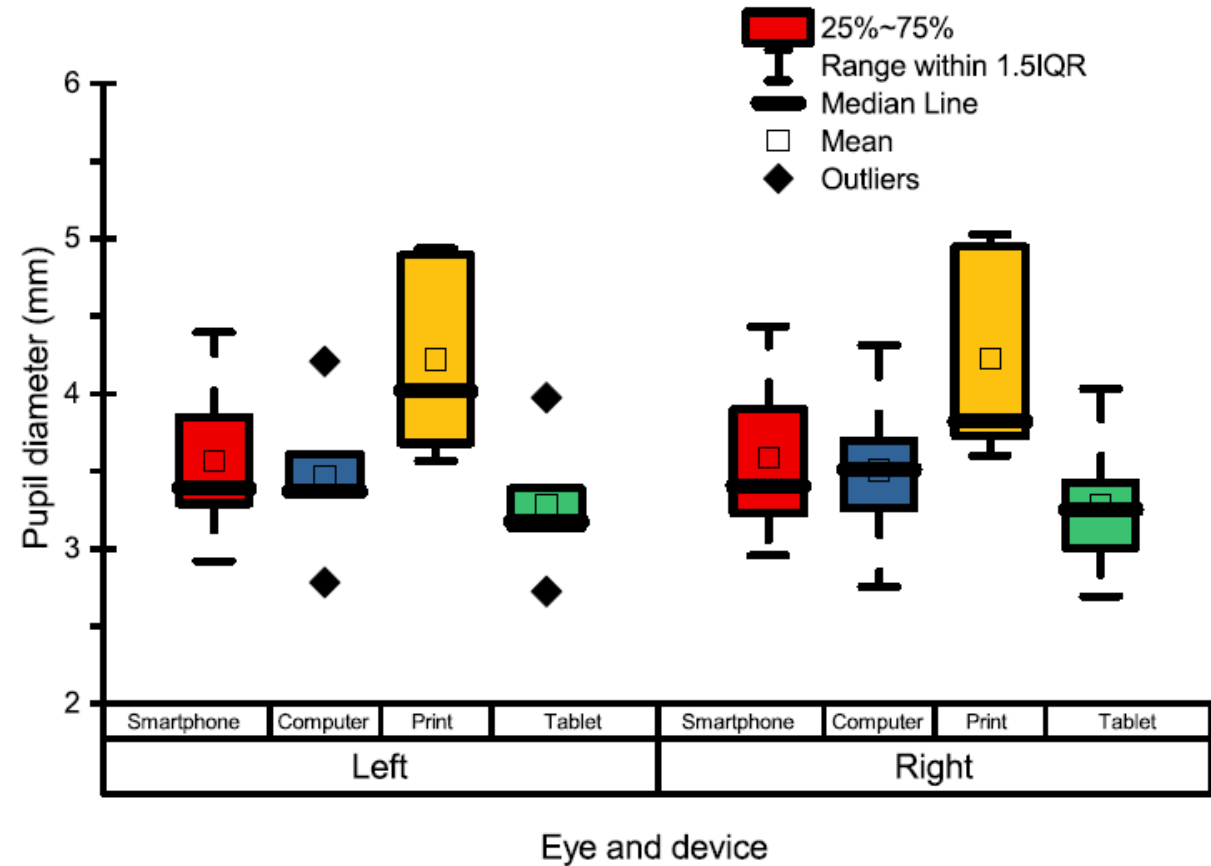 25%~75%
Range within 1.5IQR
Median Line
Mean
Outliers
6
5
4
3
2
Pupil diameter (mm)
Smartphone Computer Print Tablet Smartphone Computer Print Tablet
Left Right
Eye and device